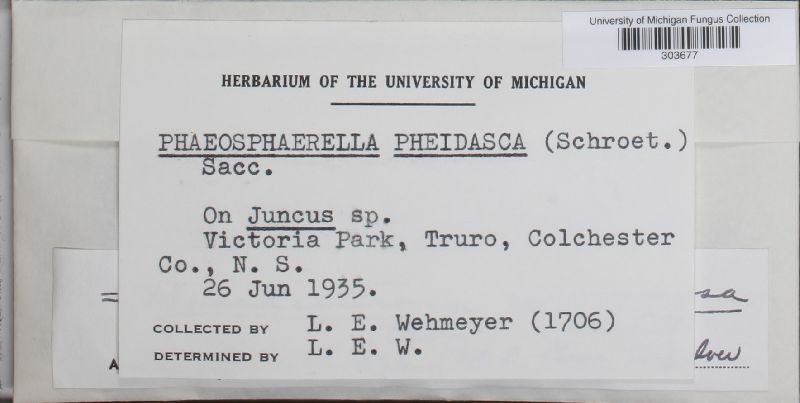 University of Michigan Fungus Collection
303677
HERBARIUM OF THE UNIVERSITY OF MICHIGAN
PHAEOSPHAERELLA PHEIDASCA (Schroet.)
Sacc.
On Juncus sp.
Victoria Park, Truro, Colchester
Co., N. S.
26 Jun 1935.
COLLECTED BY L. E. Wehmeyer (1706)
DETERMINED BY L. E. W.